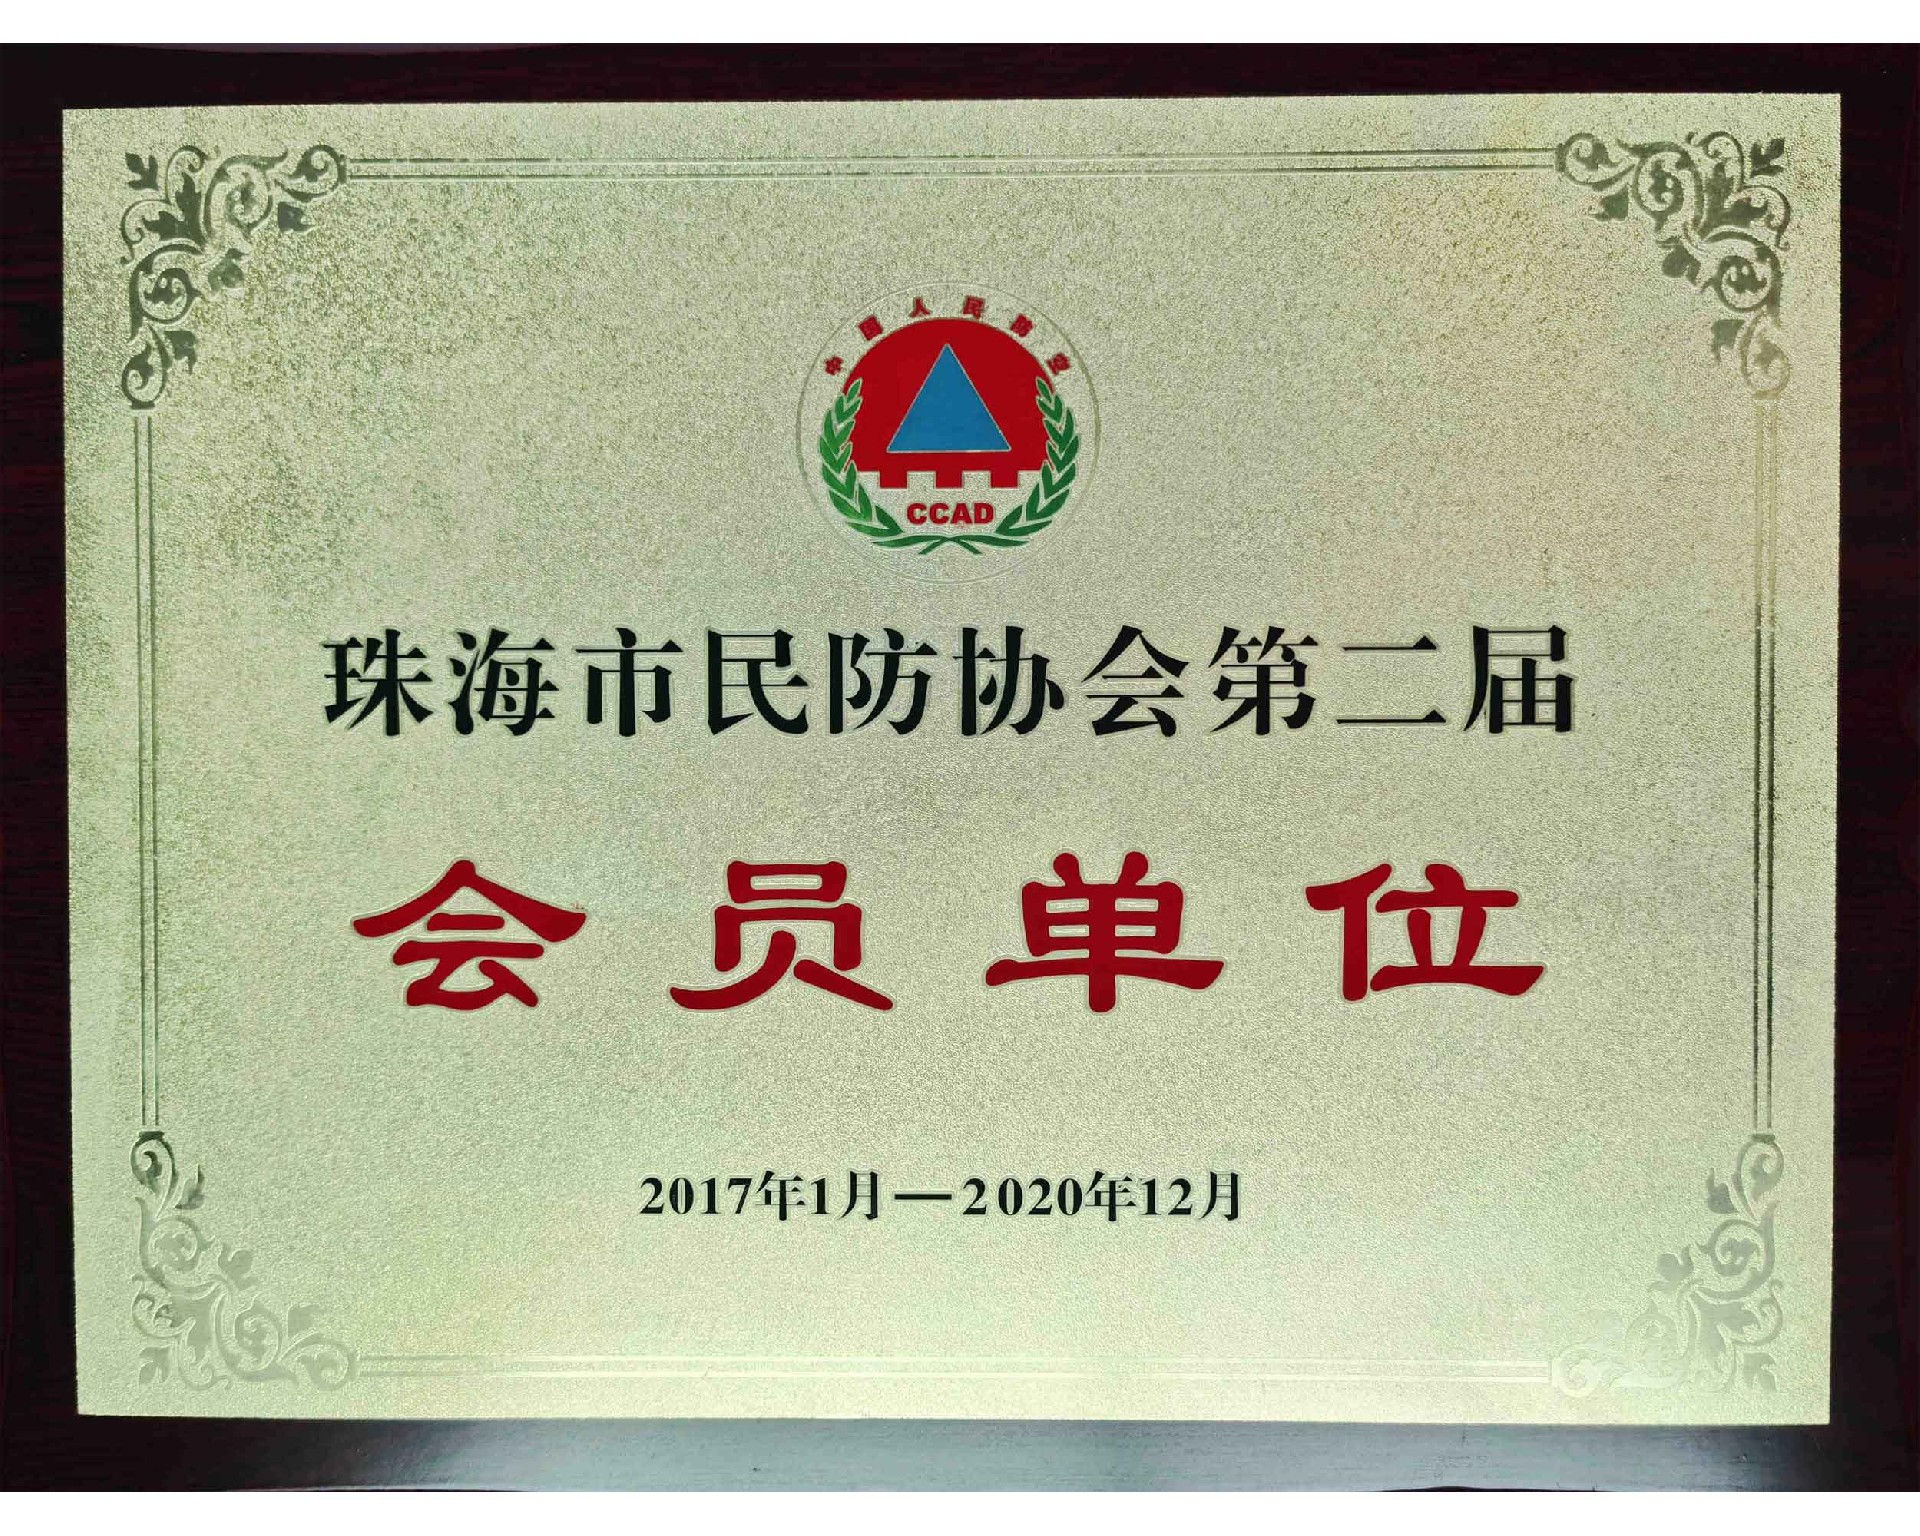 中国人民防空
CCAD
珠海市民防协会第二届
会员单位
2017年1月—2020年12月